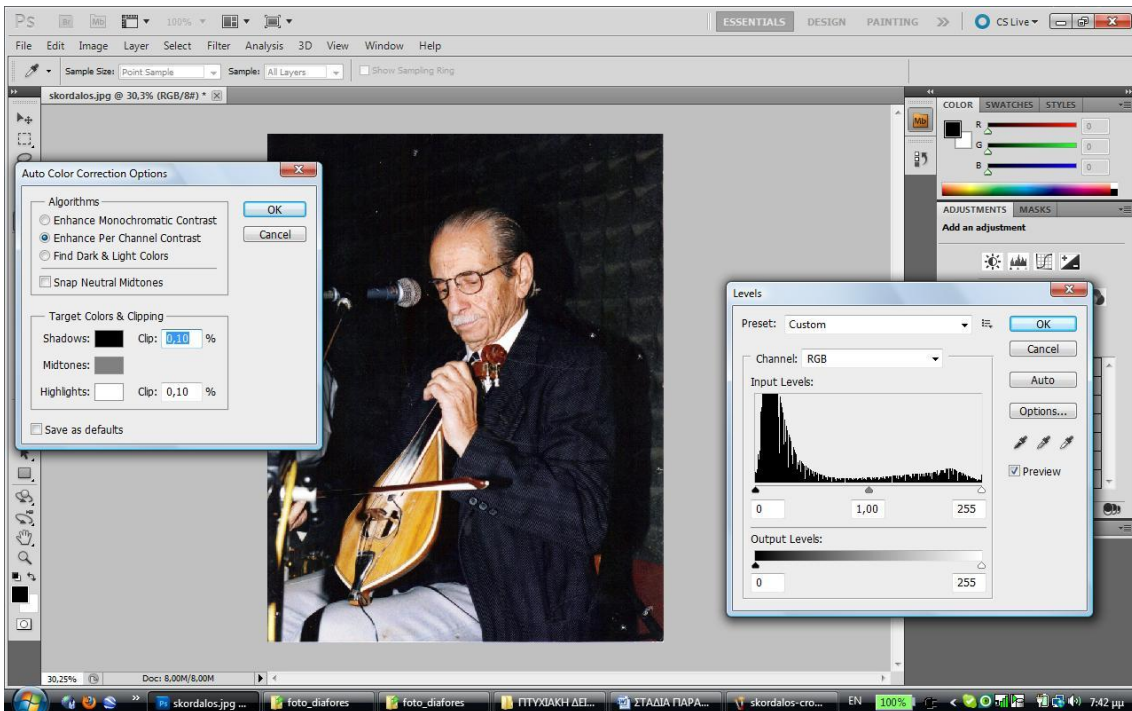 Ps Br Mb 100% ESSENTIALS DESIGN PAINTING CS Live
File Edit Image Layer Select Filter Analysis 3D View Window Help
Sample Size: Point Sample Sample: All Layers Show Sampling Ring
skordalos.jpg @ 30,3% (RGB/8#) *
COLOR SWATCHES STYLES
Mb
R 0
G 0
B 0
ADJUSTMENTS MASKS
Add an adjustment
Auto Color Correction Options
Algorithms
Enhance Monochromatic Contrast
Enhance Per Channel Contrast
Find Dark & Light Colors
Snap Neutral Midtones
OK
Cancel
Target Colors & Clipping
Shadows: Clip: 0,10 %
Midtones:
Highlights: Clip: 0,10 %
Save as defaults
Levels
Preset: Custom
Channel: RGB
Input Levels:
0 1,00 255
Output Levels:
0 255
OK
Cancel
Auto
Options...
Preview
30,25% Doc: 8,00M/8,00M
skordalos.jpg ... foto_diafores foto_diafores ΠΤΥΧΙΑΚΗ ΔΕΙ... ΣΤΑΔΙΑ ΠΑΡΑ... skordalos-cro... EN 100% 7:42 μμ